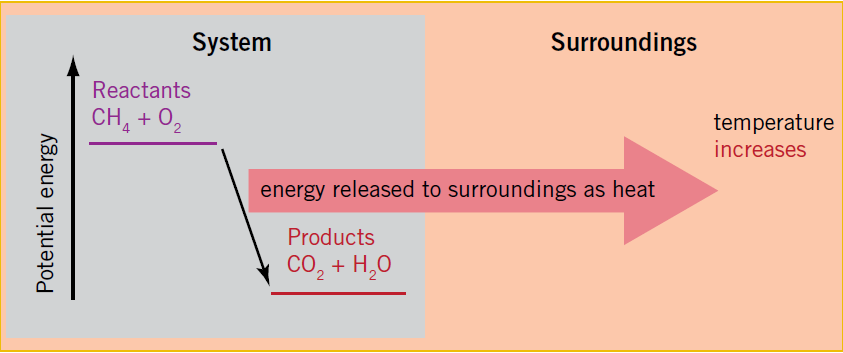 System
Surroundings
Potential energy
Reactants
CH₄ + O₂
energy released to surroundings as heat
Products
CO₂ + H₂O
temperature
increases